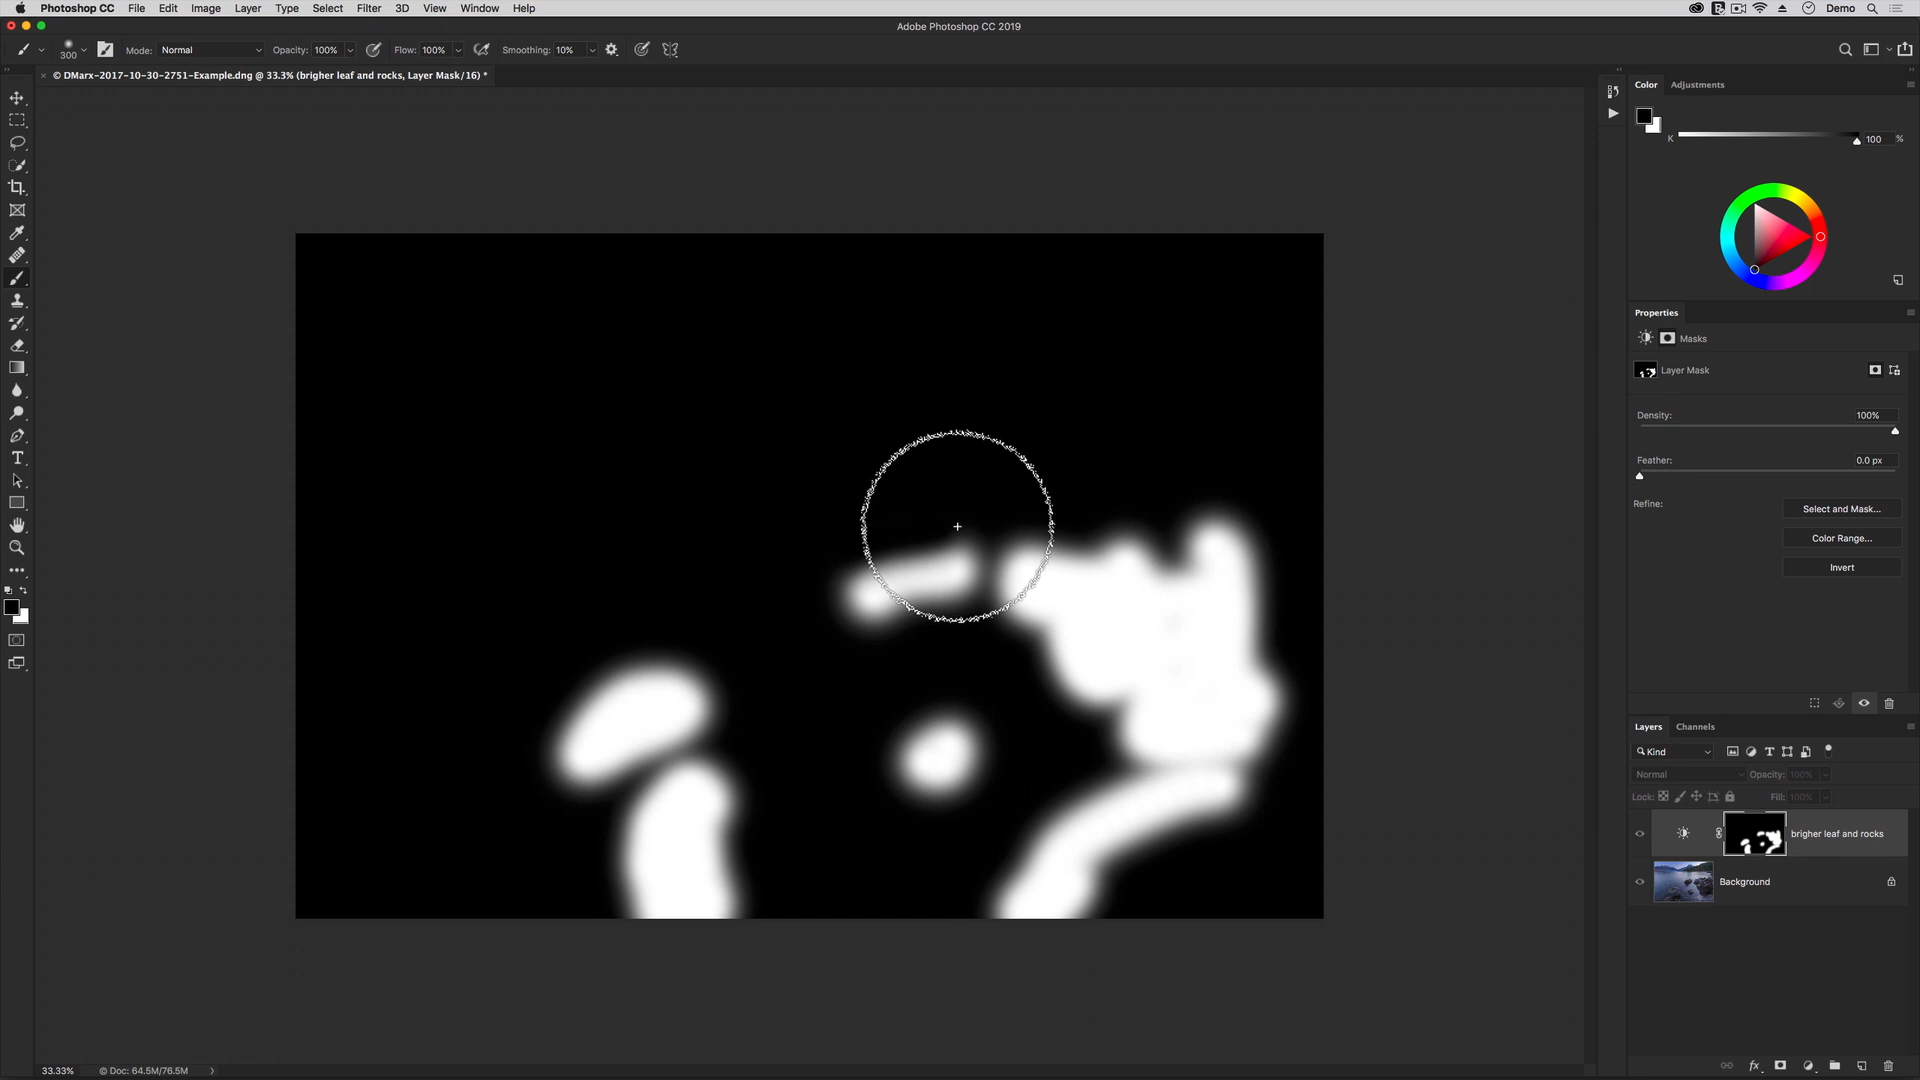 Photoshop CC File Edit Image Layer Type Select Filter 3D View Window Help Demo
Adobe Photoshop CC 2019
300 Mode: Normal Opacity: 100% Flow: 100% Smoothing: 10%
© DMarx-2017-10-30-2751-Example.dng @ 33.3% (brigher leaf and rocks, Layer Mask/16) *
Color Adjustments
K 100 %
Properties
Masks
Layer Mask
Density: 100%
Feather: 0.0 px
Refine: Select and Mask...
Color Range...
Invert
Layers Channels
Kind
Normal Opacity: 100%
Lock: Fill: 100%
brigher leaf and rocks
Background
33.33% © Doc: 64.5M/76.5M